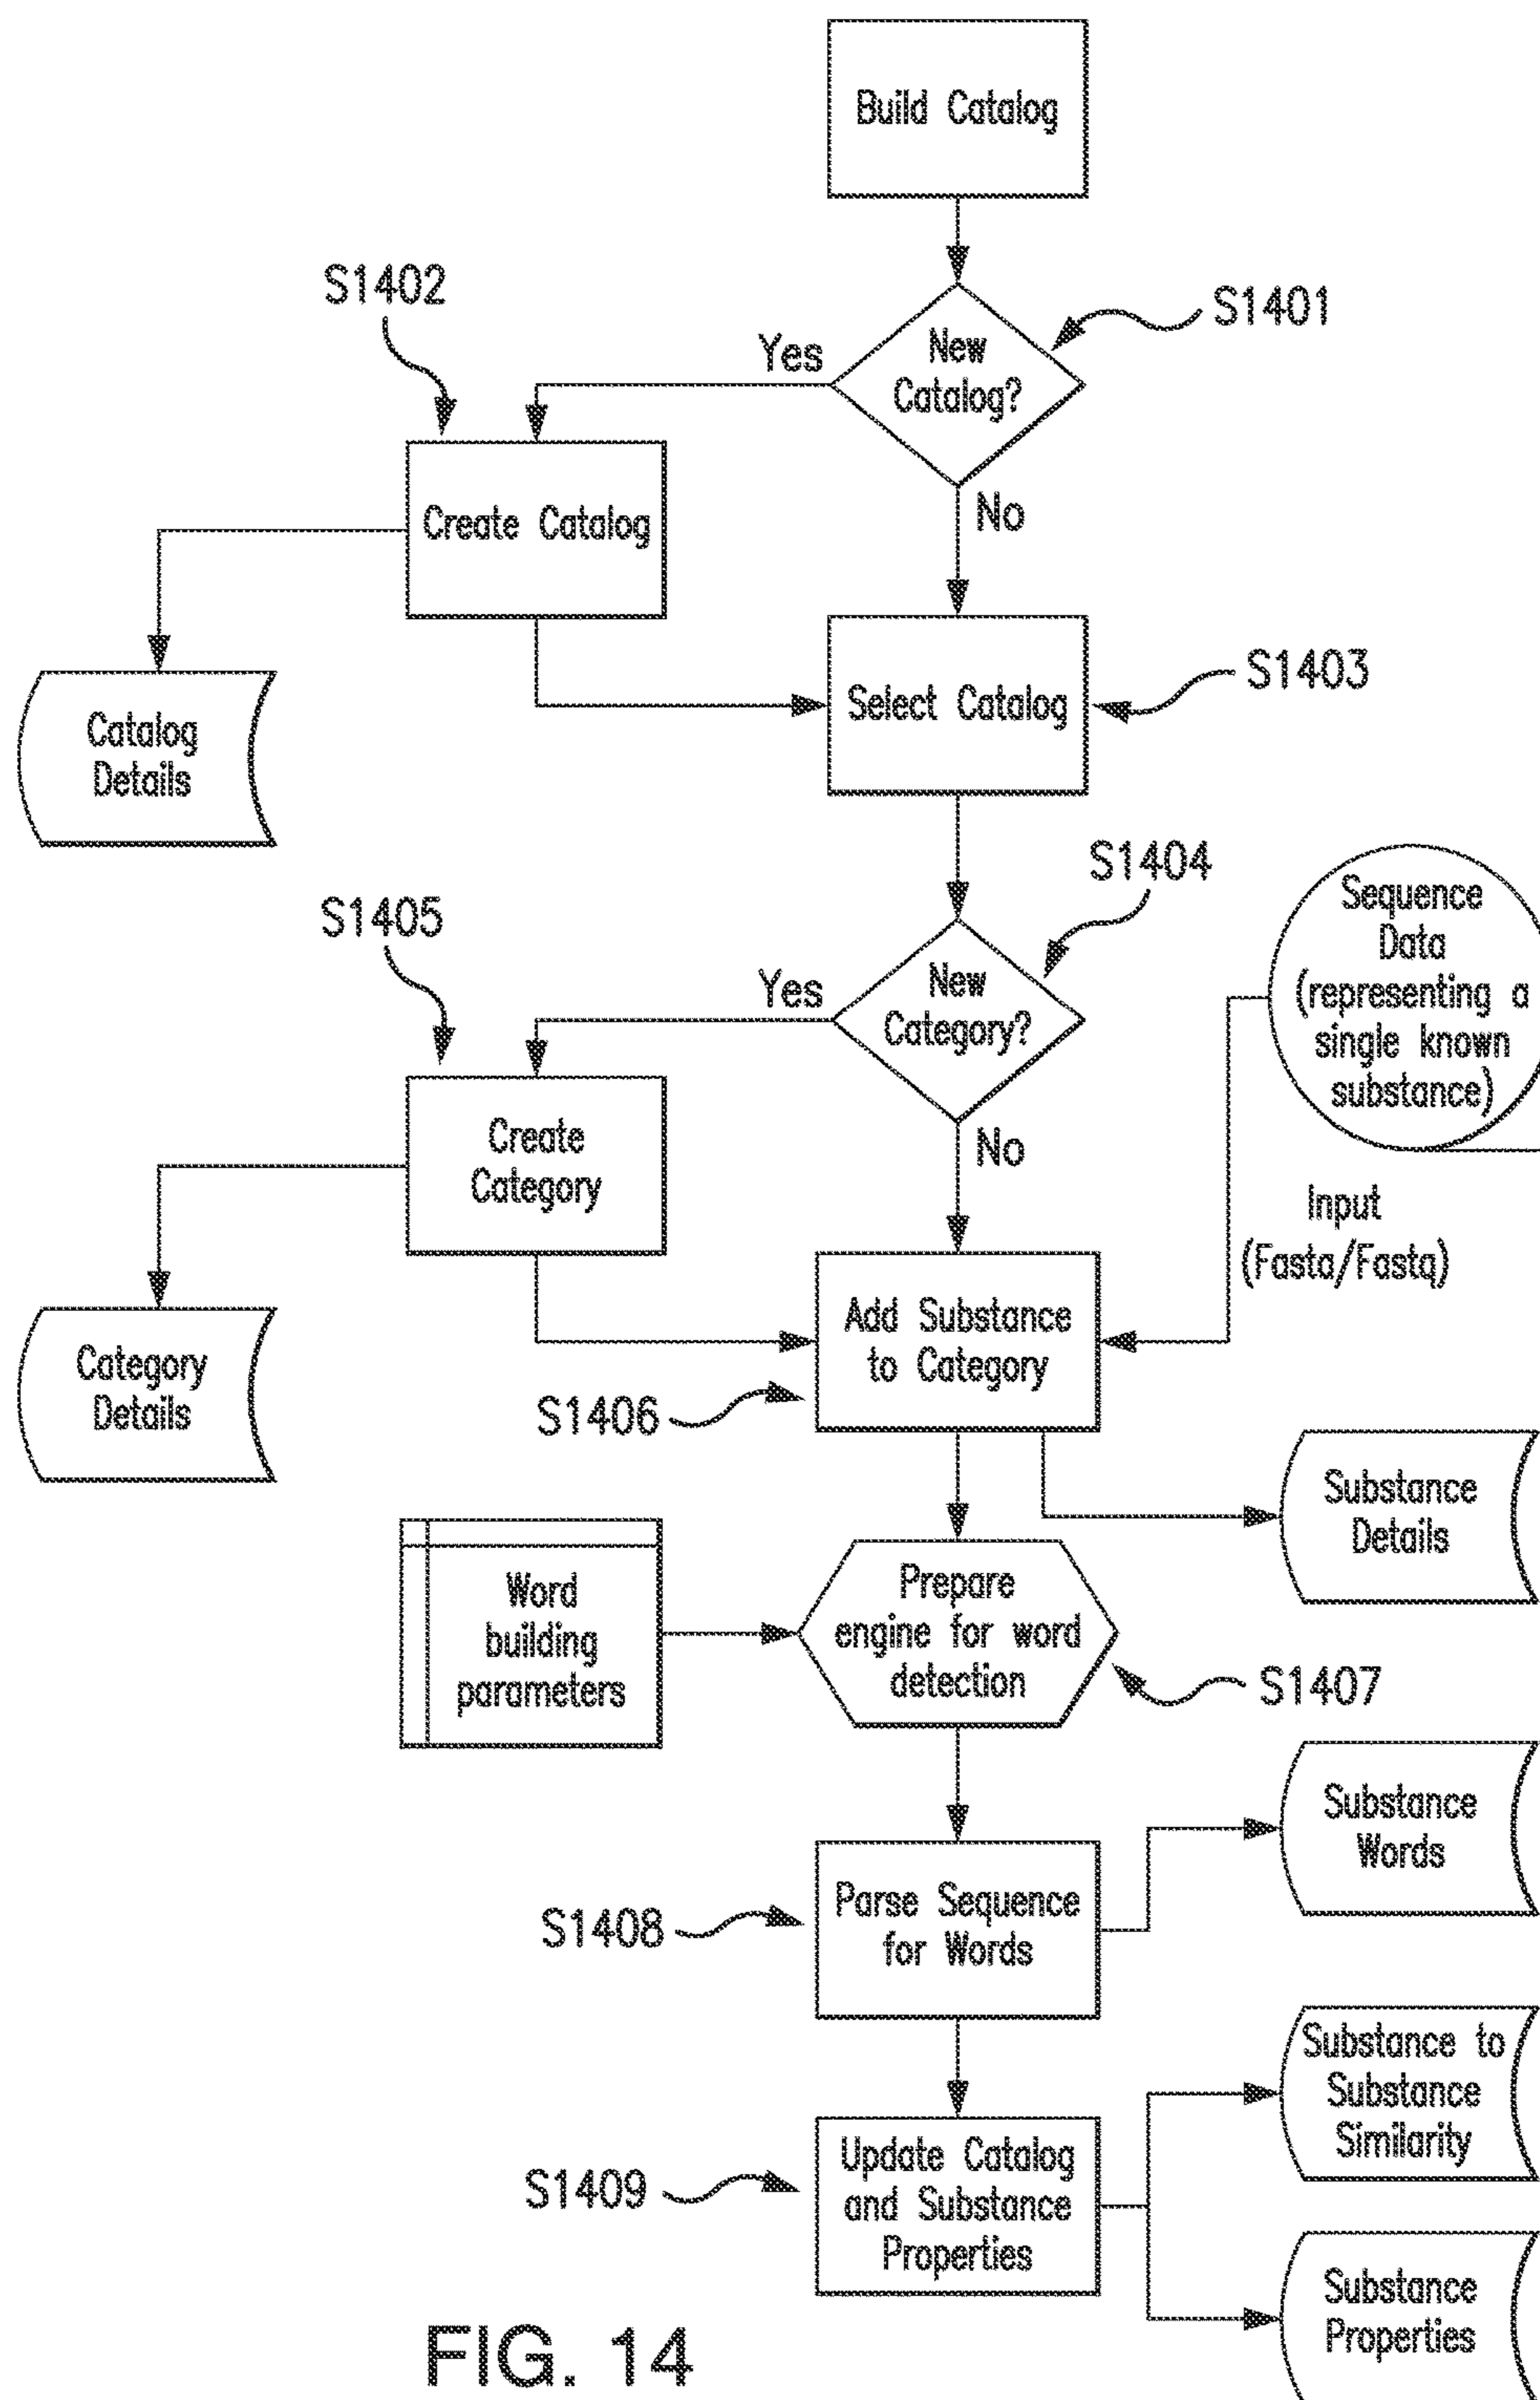 Build Catalog
S1402
S1401
Yes
New
Catalog?
Create Catalog
No
Select Catalog
S1403
Catalog
Details
S1404
S1405
Yes
New
Category?
Sequence
Data
(representing a
single known
substance)
Create
Category
No
Input
(Fasta/Fastq)
Add Substance
to Category
Category
Details
S1406
Substance
Details
Word
building
parameters
Prepare
engine for word
detection
S1407
Substance
Words
S1408
Parse Sequence
for Words
Substance to
Substance
Similarity
S1409
Update Catalog
and Substance
Properties
Substance
Properties
FIG. 14